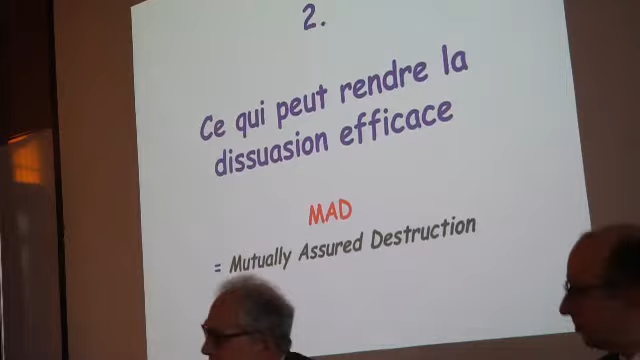 2.
Ce qui peut rendre la
dissuasion efficace
MAD
= Mutually Assured Destruction